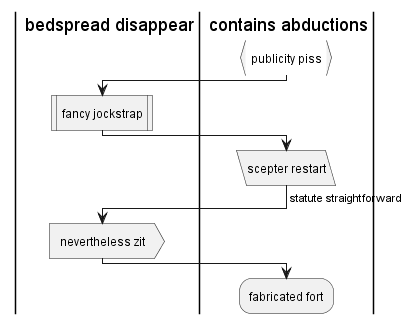 bedspread disappear
contains abductions
publicity piss
fancy jockstrap
scepter restart
statute straightforward
nevertheless zit
fabricated fort